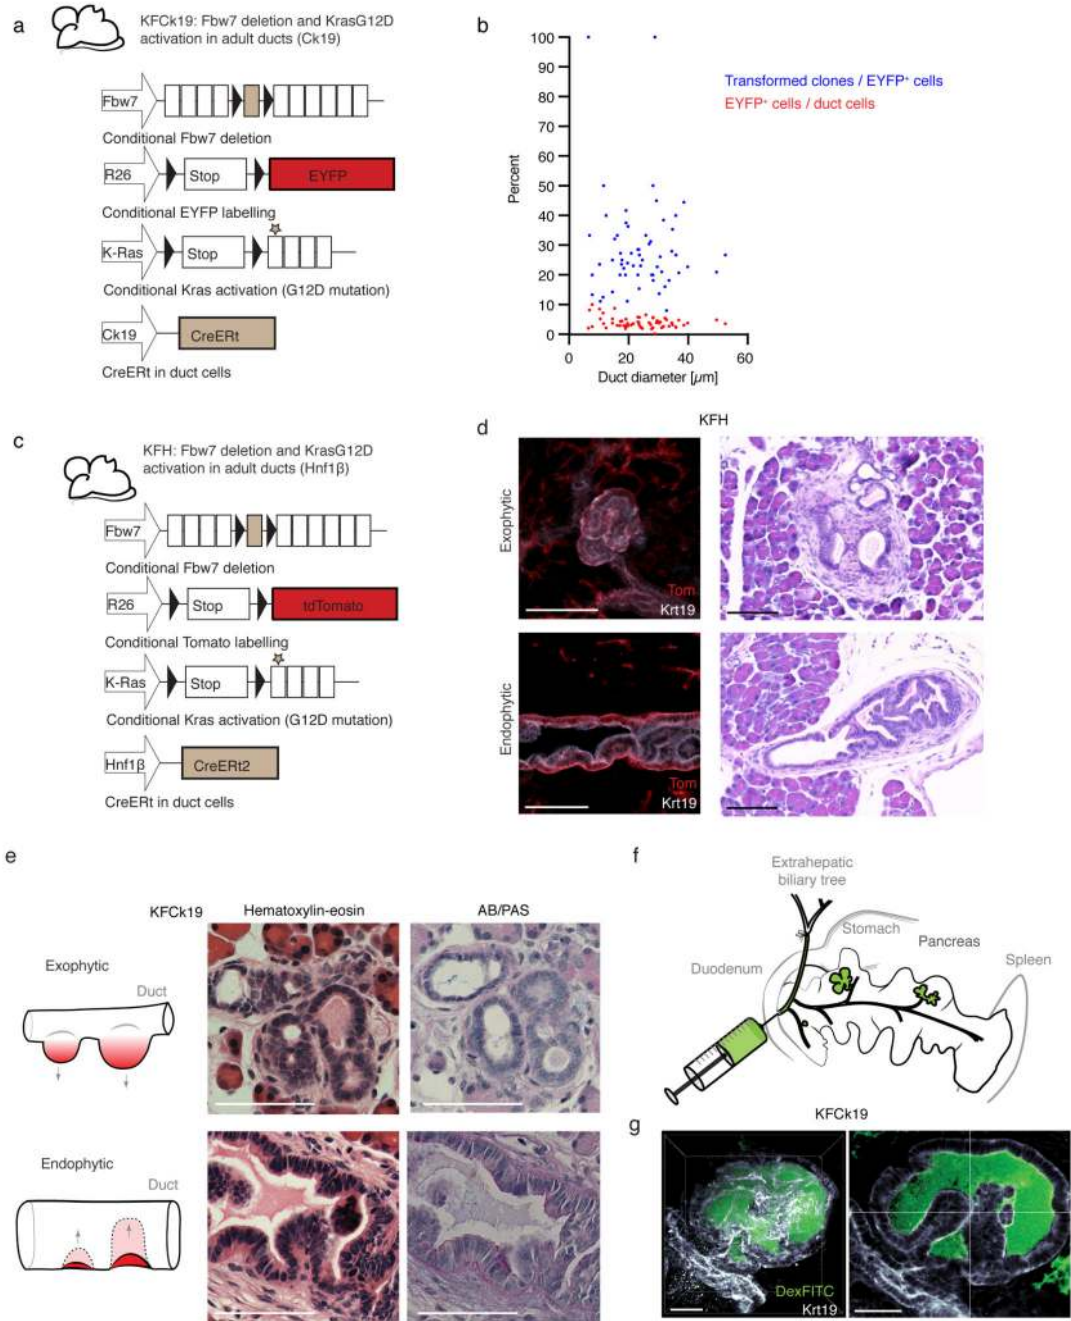 a
KFCk19: Fbw7 deletion and KrasG12D
activation in adult ducts (Ck19)
Fbw7
Conditional Fbw7 deletion
R26
Stop
EYFP
Conditional EYFP labelling
K-Ras
Stop
Conditional Kras activation (G12D mutation)
Ck19
CreERt
CreERt in duct cells
b
100
90
80
70
60
50
40
30
20
10
0
Percent
0
20
40
60
Duct diameter [µm]
Transformed clones / EYFP⁺ cells
EYFP⁺ cells / duct cells
c
KFH: Fbw7 deletion and KrasG12D
activation in adult ducts (Hnf1β)
Fbw7
Conditional Fbw7 deletion
R26
Stop
tdTomato
Conditional Tomato labelling
K-Ras
Stop
Conditional Kras activation (G12D mutation)
Hnf1β
CreERt2
CreERt in duct cells
d
KFH
Exophytic
Tom
Krt19
Endophytic
Tom
Krt19
e
KFCk19
Hematoxylin-eosin
AB/PAS
Exophytic
Duct
Endophytic
Duct
f
Extrahepatic
biliary tree
Stomach
Pancreas
Duodenum
Spleen
g
KFCk19
DexFITC
Krt19